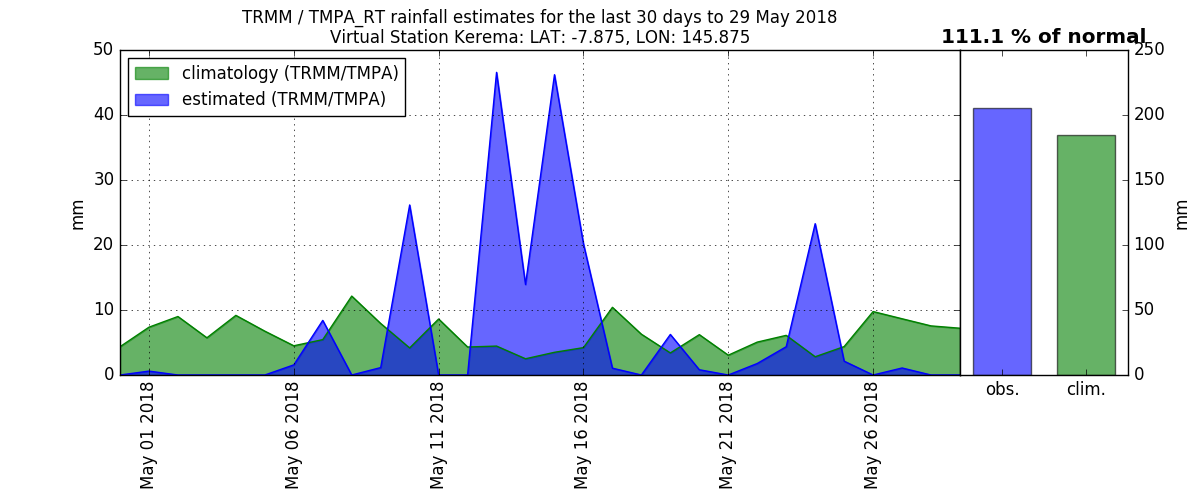 TRMM / TMPA_RT rainfall estimates for the last 30 days to 29 May 2018
Virtual Station Kerema: LAT: -7.875, LON: 145.875
111.1 % of normal
climatology (TRMM/TMPA)
estimated (TRMM/TMPA)
50
40
30
20
10
0
mm
May 01 2018
May 06 2018
May 11 2018
May 16 2018
May 21 2018
May 26 2018
250
200
150
100
50
0
mm
obs.
clim.